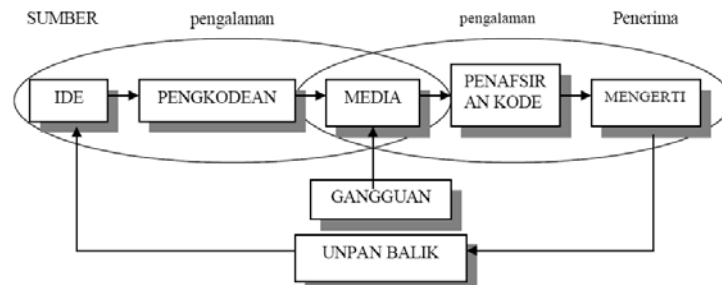 SUMBER pengalaman pengalaman Penerima
IDE PENGKODEAN MEDIA PENAFSIR
AN KODE MENGERTI
GANGGUAN
UNPAN BALIK